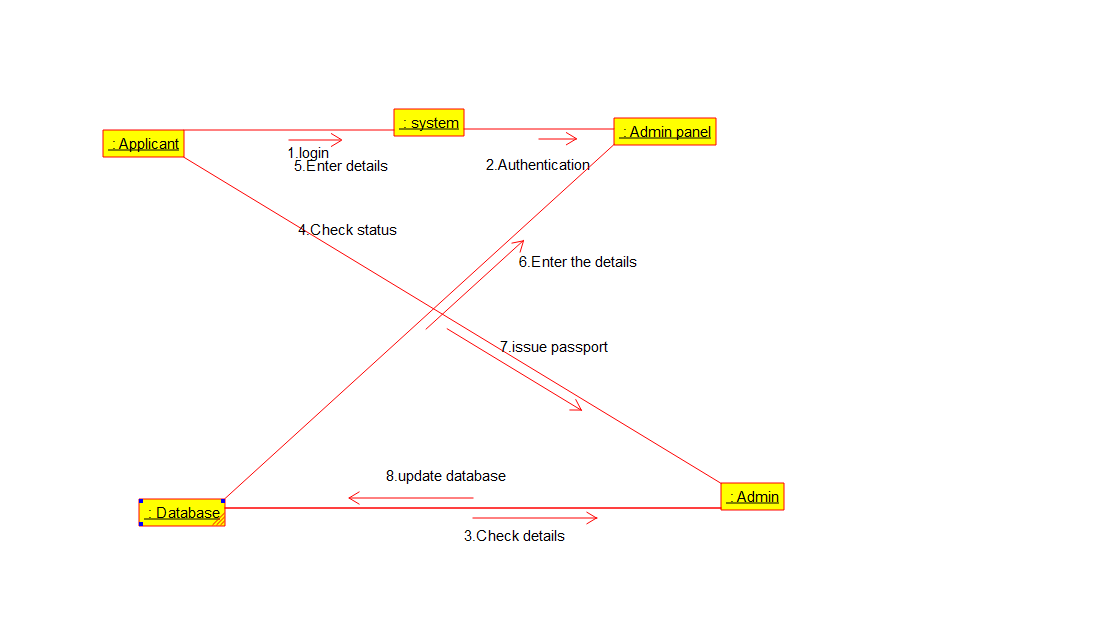 : system
: Admin panel
: Applicant
1.login
5.Enter details
2.Authentication
4.Check status
6.Enter the details
7.issue passport
8.update database
: Admin
: Database
3.Check details